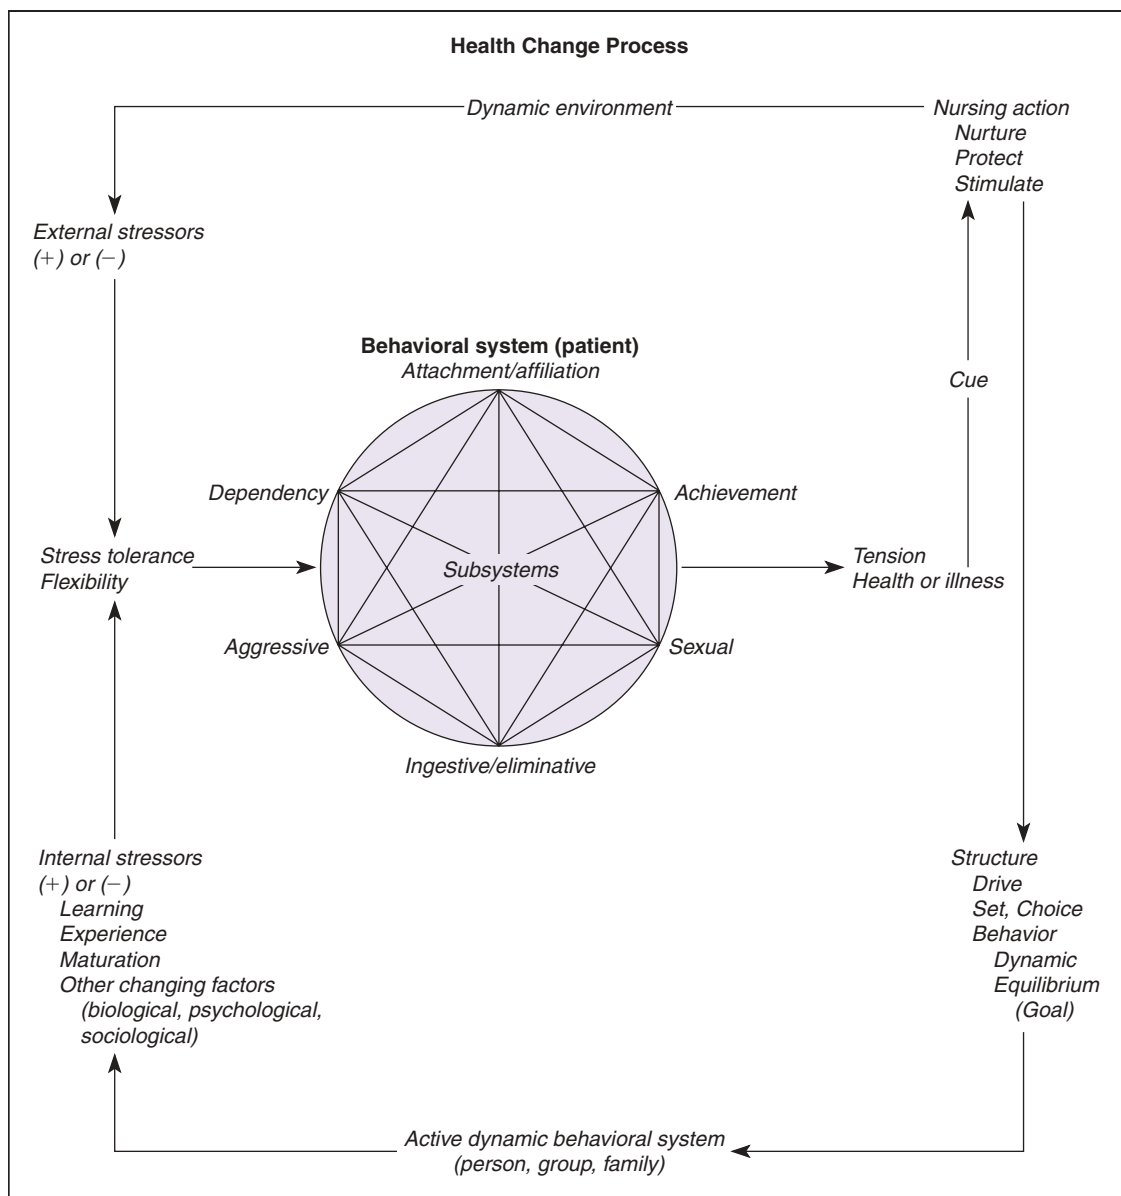 Health Change Process
Dynamic environment
Nursing action
Nurture
Protect
Stimulate
External stressors
(+) or (−)
Behavioral system (patient)
Attachment/affiliation
Cue
Dependency
Achievement
Stress tolerance
Flexibility
Subsystems
Tension
Health or illness
Aggressive
Sexual
Ingestive/eliminative
Internal stressors
(+) or (−)
Learning
Experience
Maturation
Other changing factors
(biological, psychological,
sociological)
Structure
Drive
Set, Choice
Behavior
Dynamic
Equilibrium
(Goal)
Active dynamic behavioral system
(person, group, family)